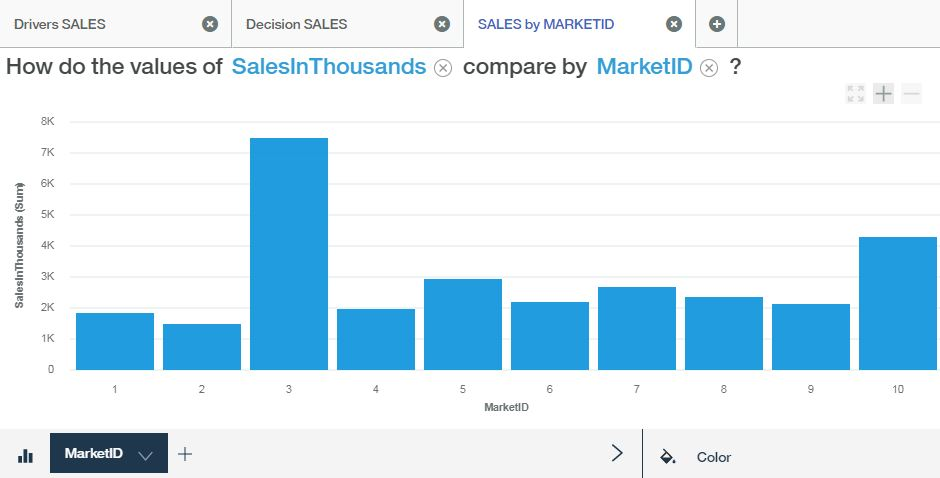 Drivers SALES
Decision SALES
SALES by MARKETID
How do the values of SalesInThousands compare by MarketID ?
8K
7K
6K
5K
4K
3K
2K
1K
0
SalesInThousands (Sum)
1 2 3 4 5 6 7 8 9 10
MarketID
MarketID
Color